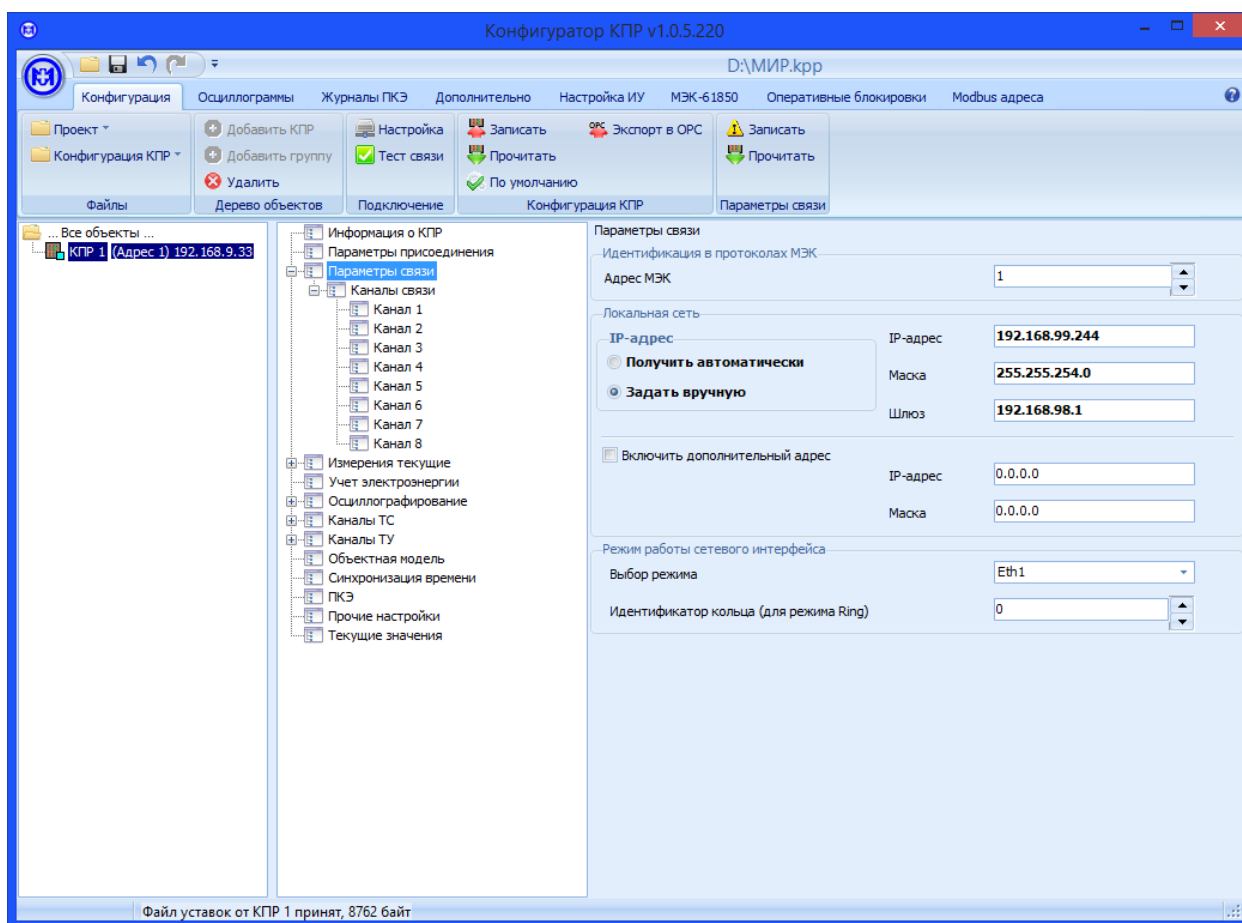 Конфигуратор КПР v1.0.5.220
D:\МИР.kpp
Конфигурация Осциллограммы Журналы ПКЭ Дополнительно Настройка ИУ МЭК-61850 Оперативные блокировки Modbus адреса
Проект Добавить КПР Настройка Записать Экспорт в OPC Записать
Конфигурация КПР Добавить группу Тест связи Прочитать Прочитать
Удалить По умолчанию
Файлы Дерево объектов Подключение Конфигурация КПР Параметры связи
... Все объекты ...
КПР 1 (Адрес 1) 192.168.9.33
Информация о КПР
Параметры присоединения
Параметры связи
Каналы связи
Канал 1
Канал 2
Канал 3
Канал 4
Канал 5
Канал 6
Канал 7
Канал 8
Измерения текущие
Учет электроэнергии
Осциллографирование
Каналы ТС
Каналы ТУ
Объектная модель
Синхронизация времени
ПКЭ
Прочие настройки
Текущие значения
Параметры связи
Идентификация в протоколах МЭК
Адрес МЭК 1
Локальная сеть
IP-адрес
Получить автоматически
Задать вручную
IP-адрес 192.168.99.244
Маска 255.255.254.0
Шлюз 192.168.98.1
Включить дополнительный адрес
IP-адрес 0.0.0.0
Маска 0.0.0.0
Режим работы сетевого интерфейса
Выбор режима Eth1
Идентификатор кольца (для режима Ring) 0
Файл уставок от КПР 1 принят, 8762 байт